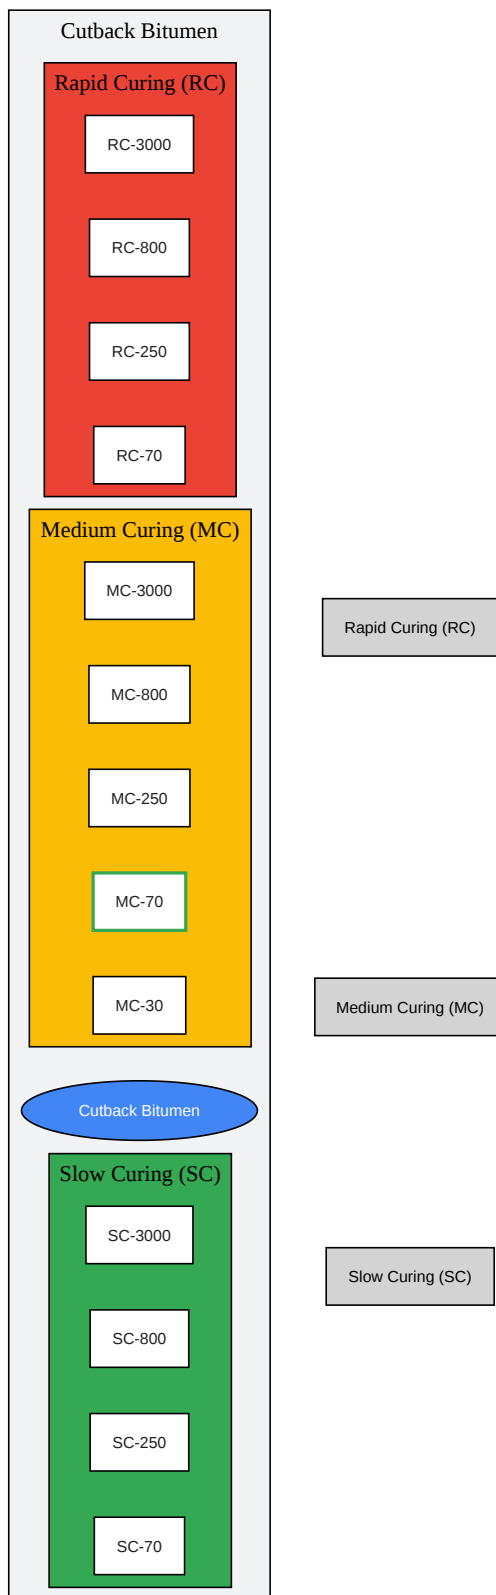 Cutback Bitumen
Rapid Curing (RC)
RC-3000
RC-800
RC-250
RC-70
Medium Curing (MC)
MC-3000
Rapid Curing (RC)
MC-800
MC-250
MC-70
MC-30
Medium Curing (MC)
Cutback Bitumen
Slow Curing (SC)
SC-3000
Slow Curing (SC)
SC-800
SC-250
SC-70